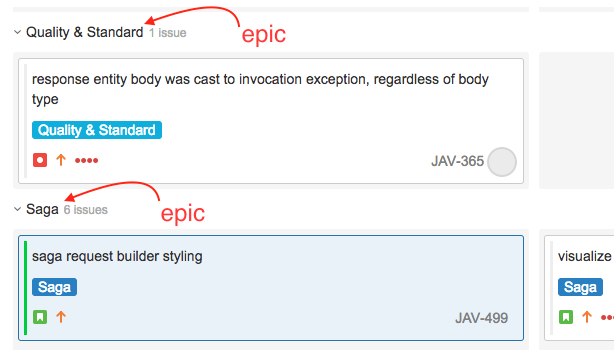 Quality & Standard 1 issue
epic
response entity body was cast to invocation exception, regardless of body
type
Quality & Standard
JAV-365
Saga 6 issues
epic
saga request builder styling
Saga
JAV-499
visualize
Saga